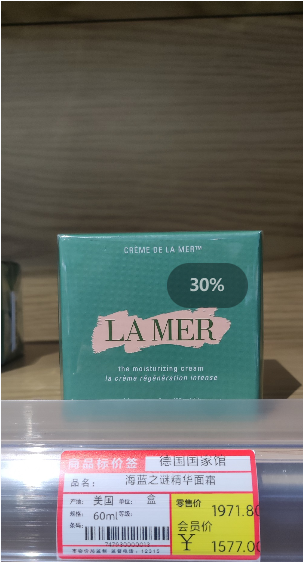 CRÈME DE LA MER™
30%
LA MER
the moisturizing cream
la crème régénération intense
商品标价签 德国国家馆
品名: 海蓝之谜精华面霜
产地: 美国 单位: 盒
规格: 60ml 等级:
条码:
零售价
1971.80
会员价
¥ 1577.00